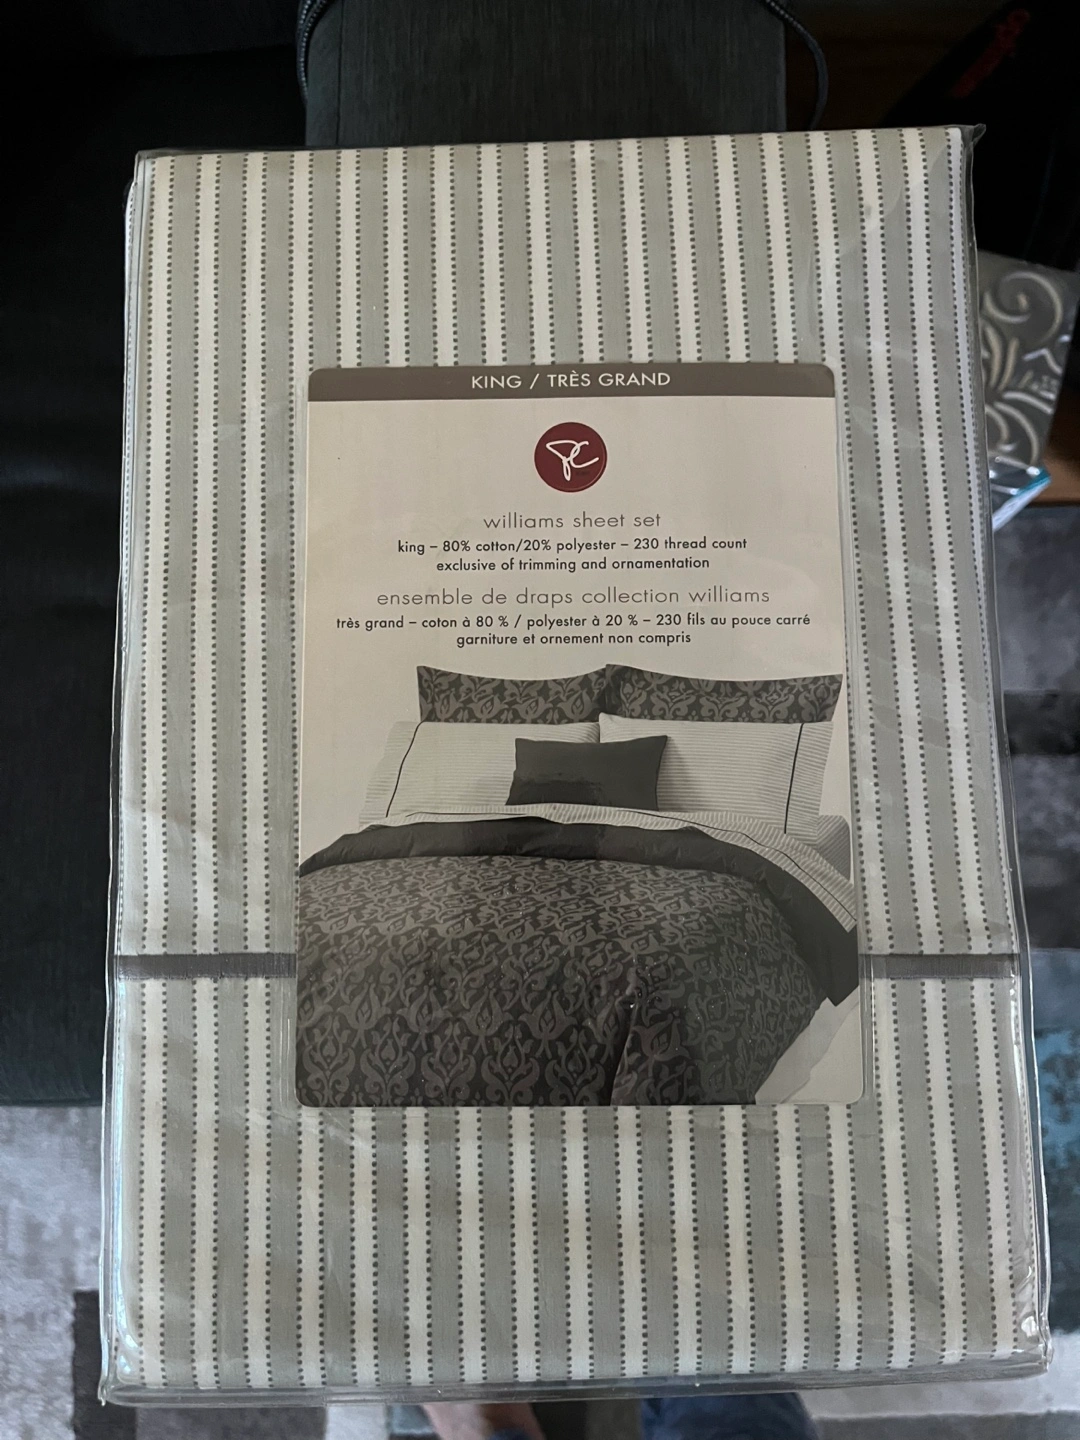 KING / TRÈS GRAND
PC
williams sheet set
king – 80% cotton/20% polyester – 230 thread count
exclusive of trimming and ornamentation
ensemble de draps collection williams
très grand – coton à 80 % / polyester à 20 % – 230 fils au pouce carré
garniture et ornement non compris